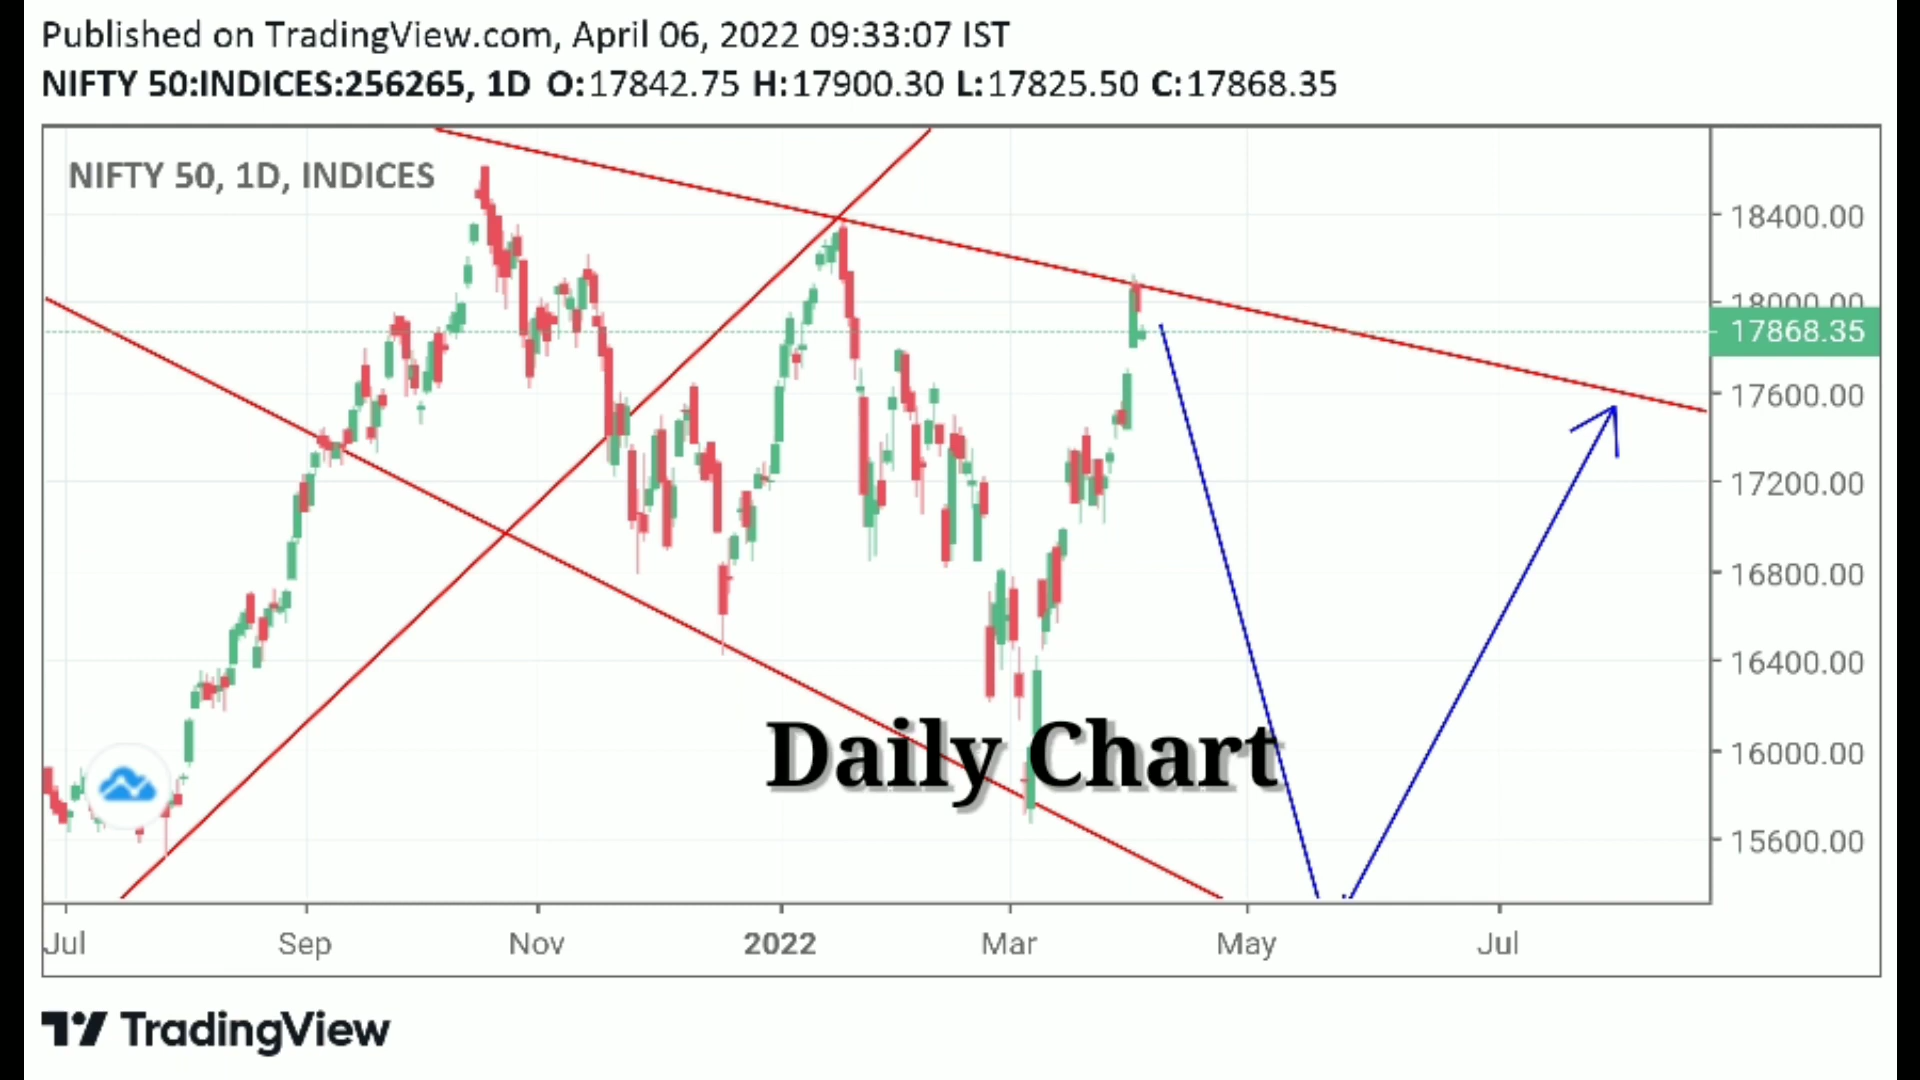 Published on TradingView.com, April 06, 2022 09:33:07 IST
NIFTY 50:INDICES:256265, 1D O:17842.75 H:17900.30 L:17825.50 C:17868.35
NIFTY 50, 1D, INDICES
18400.00
18000.00
17868.35
17600.00
17200.00
16800.00
16400.00
16000.00
15600.00
Daily Chart
Jul Sep Nov 2022 Mar May Jul
TradingView